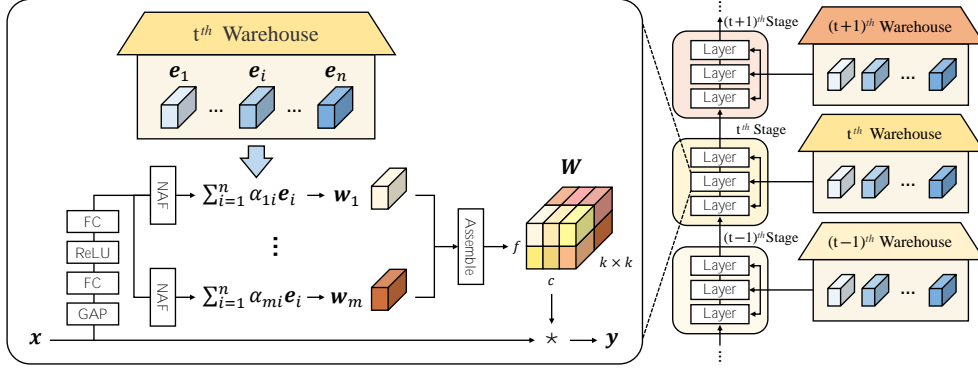 t^th Warehouse
e_1 e_i e_n
... ...
NAF ∑_{i=1}^{n} α_{1i} e_i w_1
FC
ReLU
FC
GAP
⋮
NAF ∑_{i=1}^{n} α_{mi} e_i w_m
Assemble
W
f
c
k × k
x * y
⋮
(t+1)^th Stage
Layer
Layer
Layer
(t+1)^th Warehouse
...
t^th Stage
Layer
Layer
Layer
t^th Warehouse
...
(t−1)^th Stage
Layer
Layer
Layer
(t−1)^th Warehouse
...
⋮